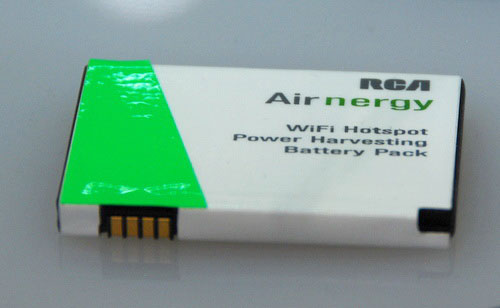 RCA
Airnergy
WiFi Hotspot
Power Harvesting
Battery Pack